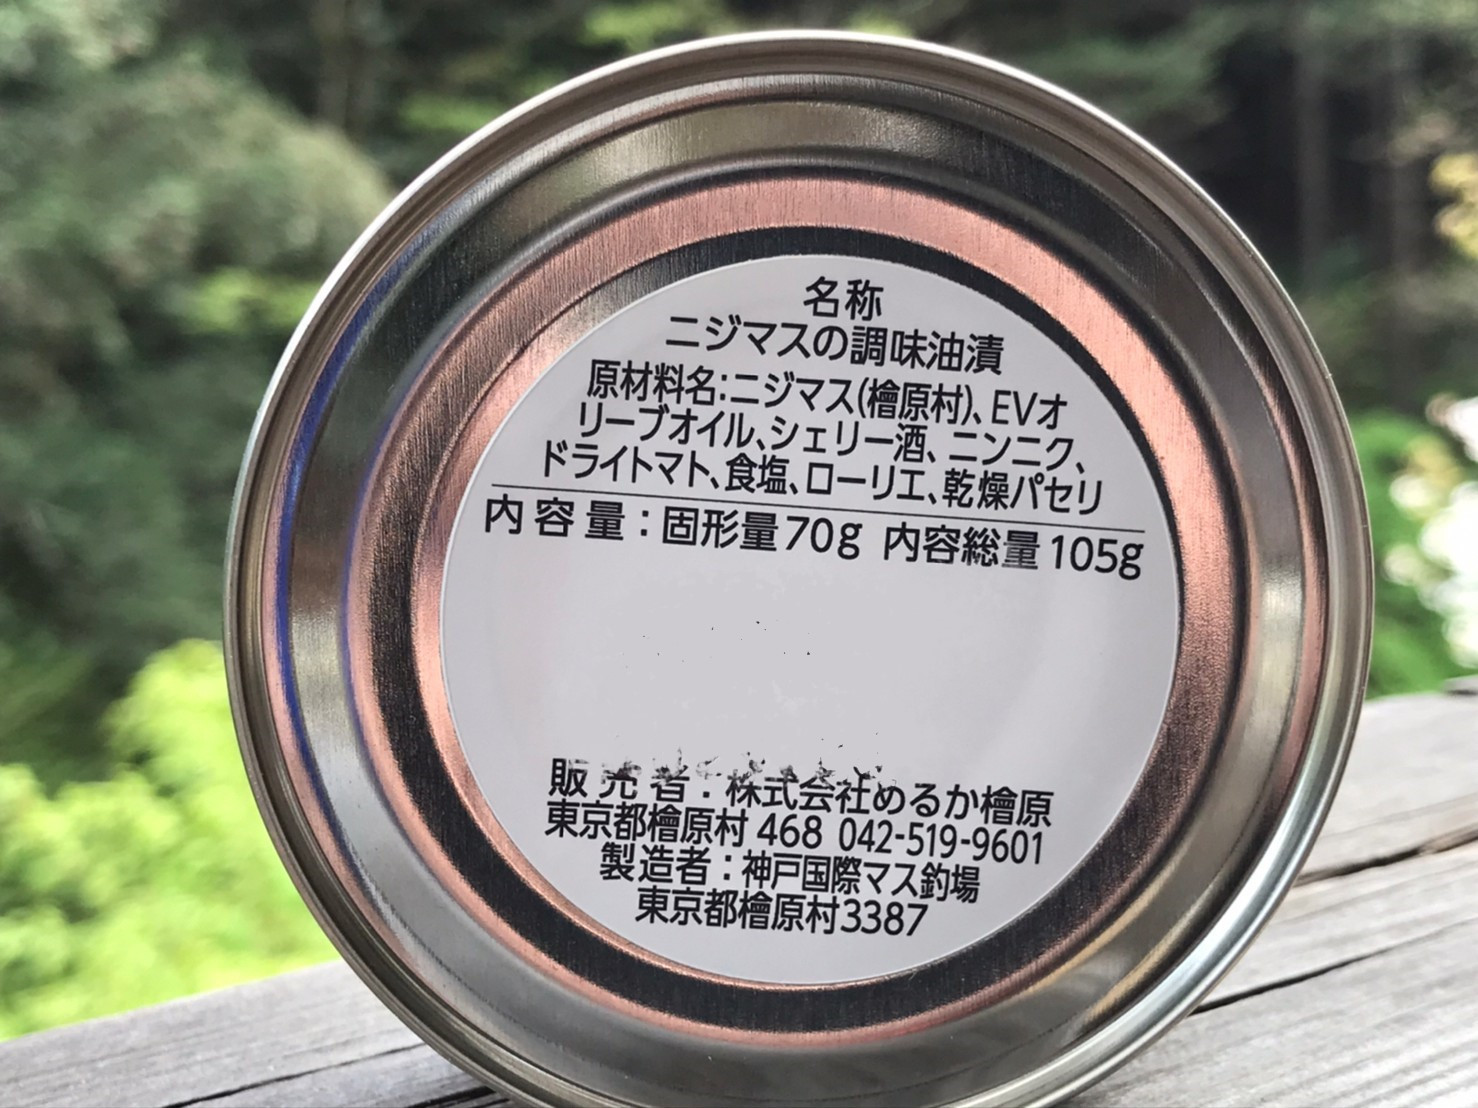 名称
ニジマスの調味油漬
原材料名:ニジマス(檜原村)、EVオ
リーブオイル、シェリー酒、ニンニク、
ドライトマト、食塩、ローリエ、乾燥パセリ
内容量:固形量70g 内容総量105g
販売者:株式会社めるか檜原
東京都檜原村 468 042-519-9601
製造者:神戸国際マス釣場
東京都檜原村3387